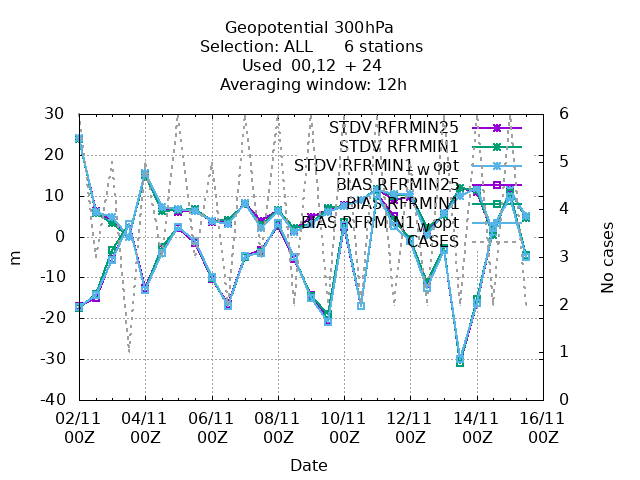 Geopotential 300hPa
Selection: ALL 6 stations
Used 00,12 + 24
Averaging window: 12h
30
20
10
0
-10
-20
-30
-40
m
6
5
4
3
2
1
0
No cases
STDV RFRMIN25
STDV RFRMIN1
STDV RFRMIN1_w_opt
BIAS RFRMIN25
BIAS RFRMIN1
BIAS RFRMIN1_w_opt
CASES
02/11 04/11 06/11 08/11 10/11 12/11 14/11 16/11
00Z 00Z 00Z 00Z 00Z 00Z 00Z 00Z
Date